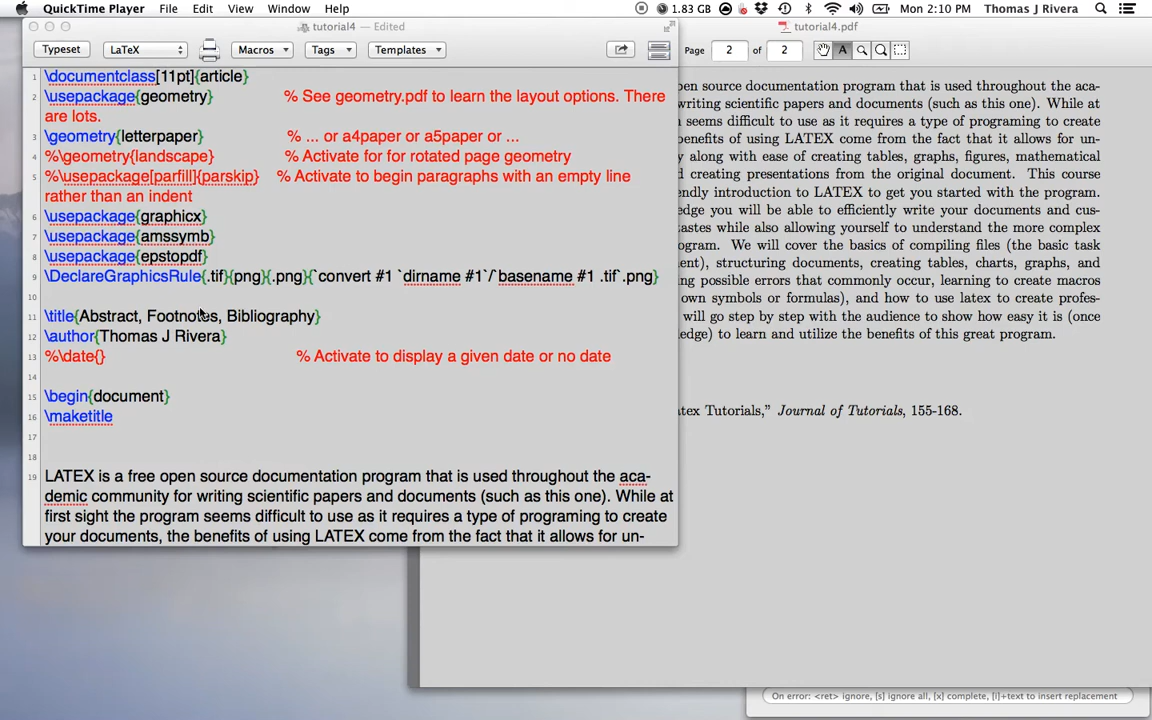 QuickTime Player File Edit View Window Help 1.83 GB Mon 2:10 PM Thomas J Rivera
tutorial4 — Edited
Typeset LaTeX Macros Tags Templates
1 \documentclass[11pt]{article}
2 \usepackage{geometry} % See geometry.pdf to learn the layout options. There
are lots.
3 \geometry{letterpaper} % ... or a4paper or a5paper or ...
4 %\geometry{landscape} % Activate for for rotated page geometry
5 %\usepackage[parfill]{parskip} % Activate to begin paragraphs with an empty line
rather than an indent
6 \usepackage{graphicx}
7 \usepackage{amssymb}
8 \usepackage{epstopdf}
9 \DeclareGraphicsRule{.tif}{png}{.png}{`convert #1 `dirname #1`/`basename #1 .tif`.png}
10
11 \title{Abstract, Footnotes, Bibliography}
12 \author{Thomas J Rivera}
13 %\date{} % Activate to display a given date or no date
14
15 \begin{document}
16 \maketitle
17
18
19 LATEX is a free open source documentation program that is used throughout the aca-
demic community for writing scientific papers and documents (such as this one). While at
first sight the program seems difficult to use as it requires a type of programing to create
your documents, the benefits of using LATEX come from the fact that it allows for un-
tutorial4.pdf
Page 2 of 2 A
pen source documentation program that is used throughout the aca-
writing scientific papers and documents (such as this one). While at
seems difficult to use as it requires a type of programing to create
benefits of using LATEX come from the fact that it allows for un-
y along with ease of creating tables, graphs, figures, mathematical
d creating presentations from the original document. This course
endly introduction to LATEX to get you started with the program.
edge you will be able to efficiently write your documents and cus-
astes while also allowing yourself to understand the more complex
ogram. We will cover the basics of compiling files (the basic task
ent), structuring documents, creating tables, charts, graphs, and
ng possible errors that commonly occur, learning to create macros
own symbols or formulas), and how to use latex to create profes-
will go step by step with the audience to show how easy it is (once
edge) to learn and utilize the benefits of this great program.
atex Tutorials,” Journal of Tutorials, 155-168.
On error: <ret> ignore, [s] ignore all, [x] complete, [i]+text to insert replacement